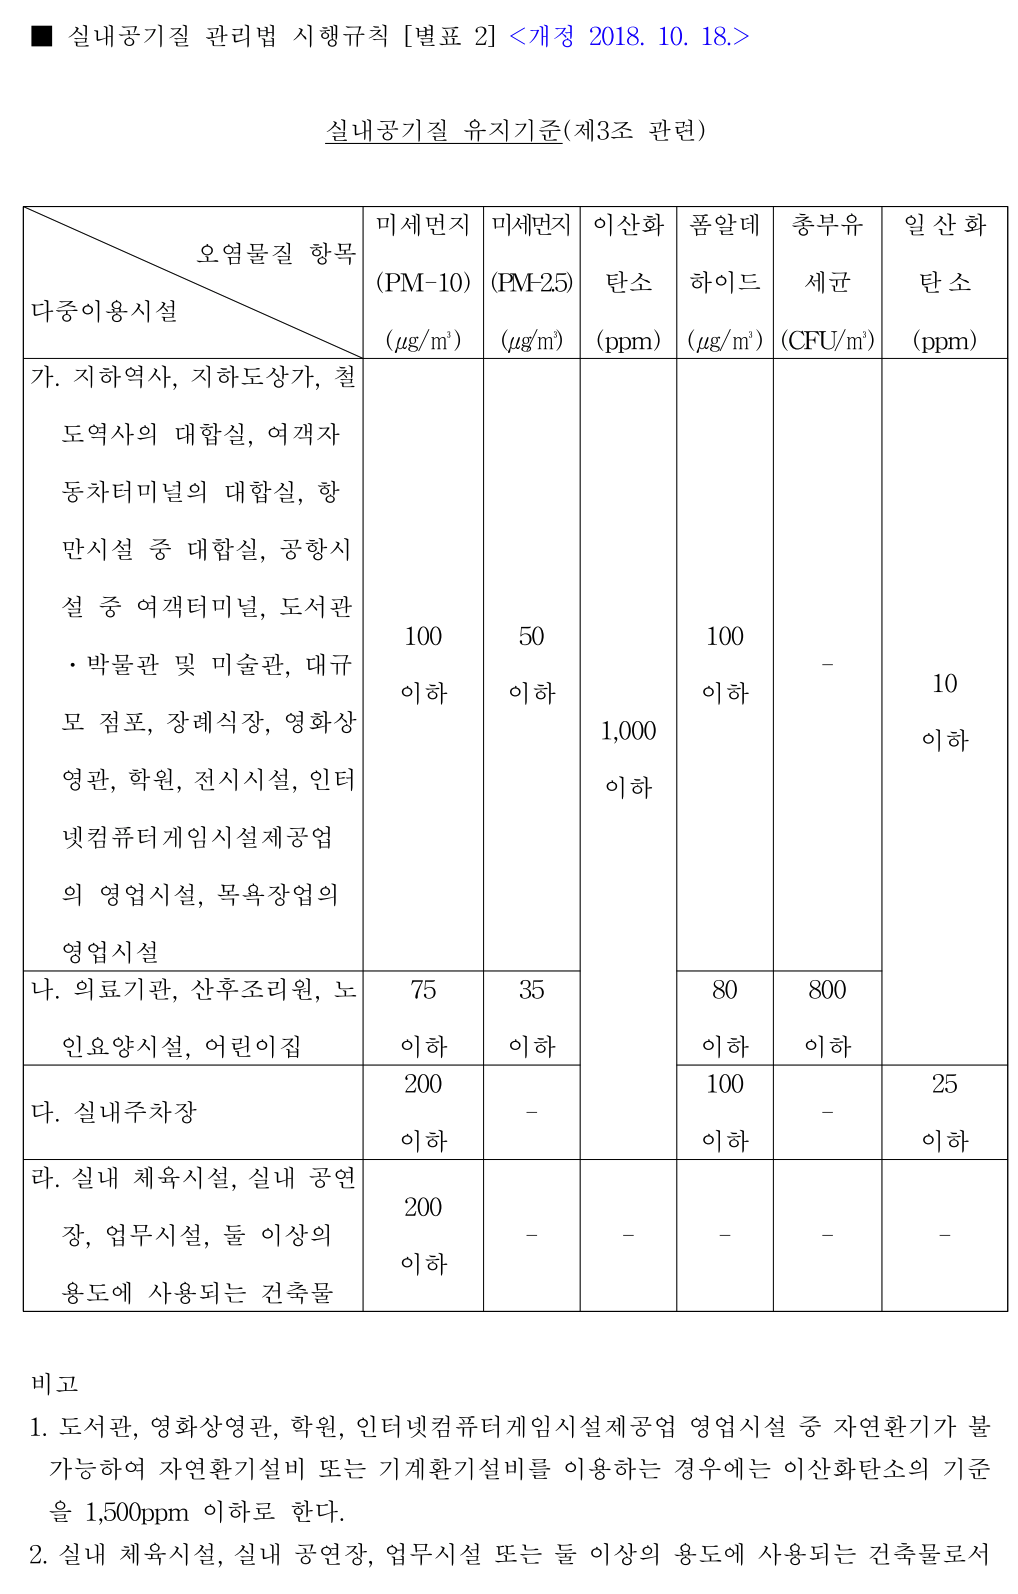 ■ 실내공기질 관리법 시행규칙 [별표 2] <개정 2018. 10. 18.>
실내공기질 유지기준(제3조 관련)
오염물질 항목
다중이용시설
미세먼지
(PM-10)
(㎍/㎥)
미세먼지
(PM-2.5)
(㎍/㎥)
이산화
탄소
(ppm)
폼알데
하이드
(㎍/㎥)
총부유
세균
(CFU/㎥)
일산화
탄소
(ppm)
가. 지하역사, 지하도상가, 철
도역사의 대합실, 여객자
동차터미널의 대합실, 항
만시설 중 대합실, 공항시
설 중 여객터미널, 도서관
·박물관 및 미술관, 대규
모 점포, 장례식장, 영화상
영관, 학원, 전시시설, 인터
넷컴퓨터게임시설제공업
의 영업시설, 목욕장업의
영업시설
100
이하
50
이하
1,000
이하
100
이하
-
10
이하
나. 의료기관, 산후조리원, 노
인요양시설, 어린이집
75
이하
35
이하
80
이하
800
이하
다. 실내주차장
200
이하
-
100
이하
-
25
이하
라. 실내 체육시설, 실내 공연
장, 업무시설, 둘 이상의
용도에 사용되는 건축물
200
이하
-
-
-
-
-
비고
1. 도서관, 영화상영관, 학원, 인터넷컴퓨터게임시설제공업 영업시설 중 자연환기가 불
가능하여 자연환기설비 또는 기계환기설비를 이용하는 경우에는 이산화탄소의 기준
을 1,500ppm 이하로 한다.
2. 실내 체육시설, 실내 공연장, 업무시설 또는 둘 이상의 용도에 사용되는 건축물로서